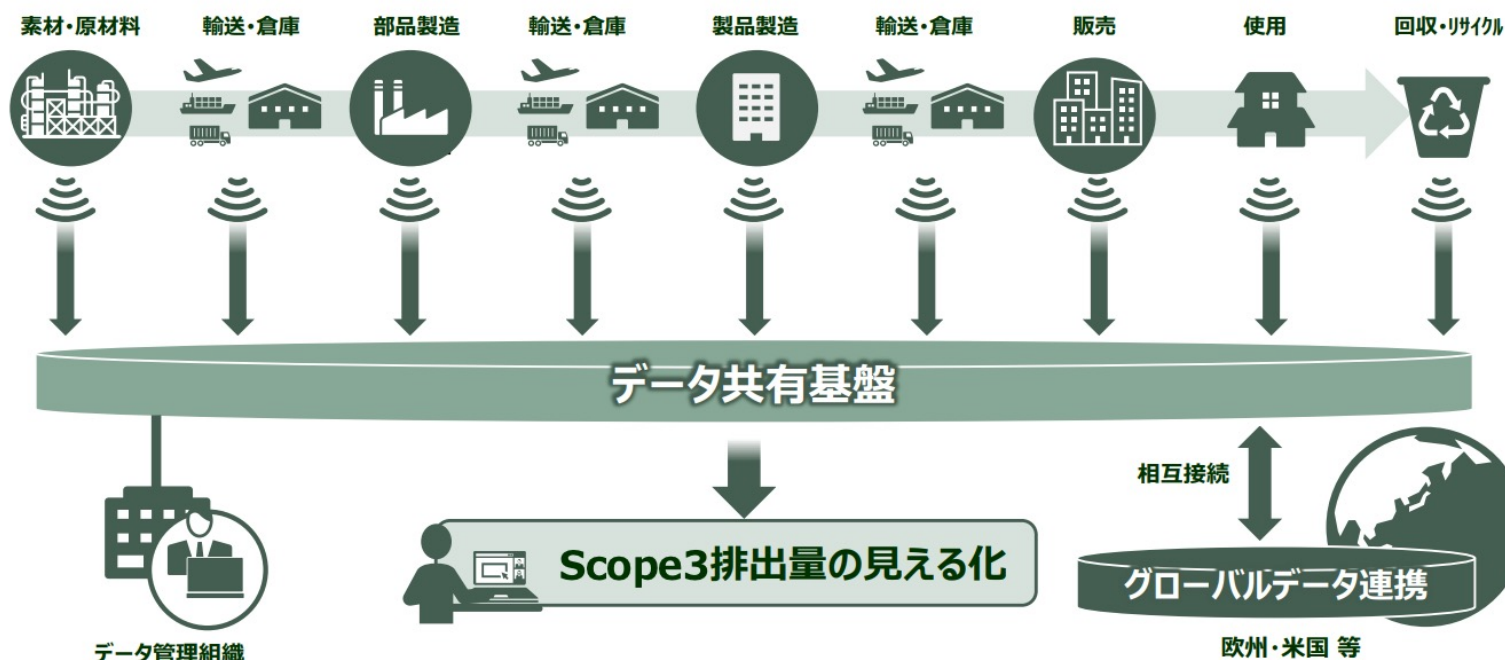 素材・原材料
輸送・倉庫
部品製造
輸送・倉庫
製品製造
輸送・倉庫
販売
使用
回収・リサイクル
データ共有基盤
相互接続
Scope3排出量の見える化
グローバルデータ連携
データ管理組織
欧州・米国 等